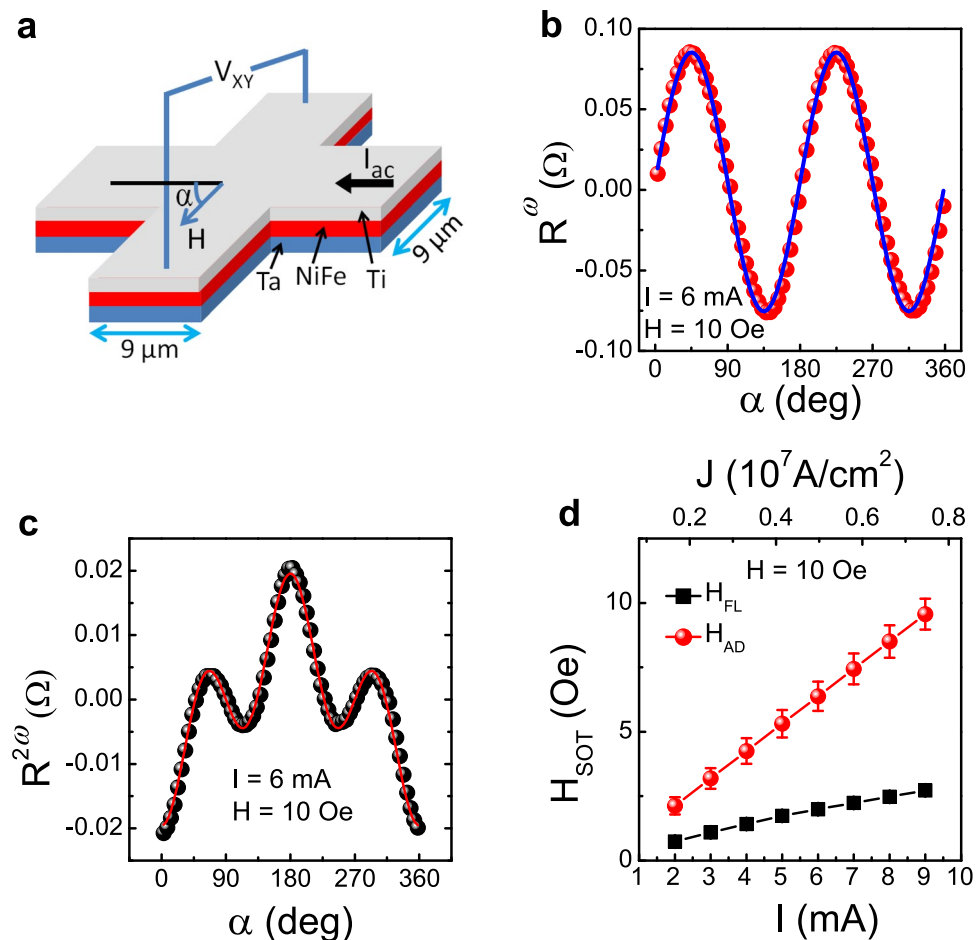 a
V_XY
I_ac
α
H
Ta
NiFe
Ti
9 μm
9 μm
b
R^ω (Ω)
0.10
0.05
0.00
-0.05
-0.10
I = 6 mA
H = 10 Oe
0 90 180 270 360
α (deg)
c
R^2ω (Ω)
0.02
0.01
0.00
-0.01
-0.02
I = 6 mA
H = 10 Oe
0 90 180 270 360
α (deg)
J (10^7A/cm^2)
d
0.2 0.4 0.6 0.8
H = 10 Oe
H_FL
H_AD
H_SOT (Oe)
10
5
0
1 2 3 4 5 6 7 8 9 10
I (mA)